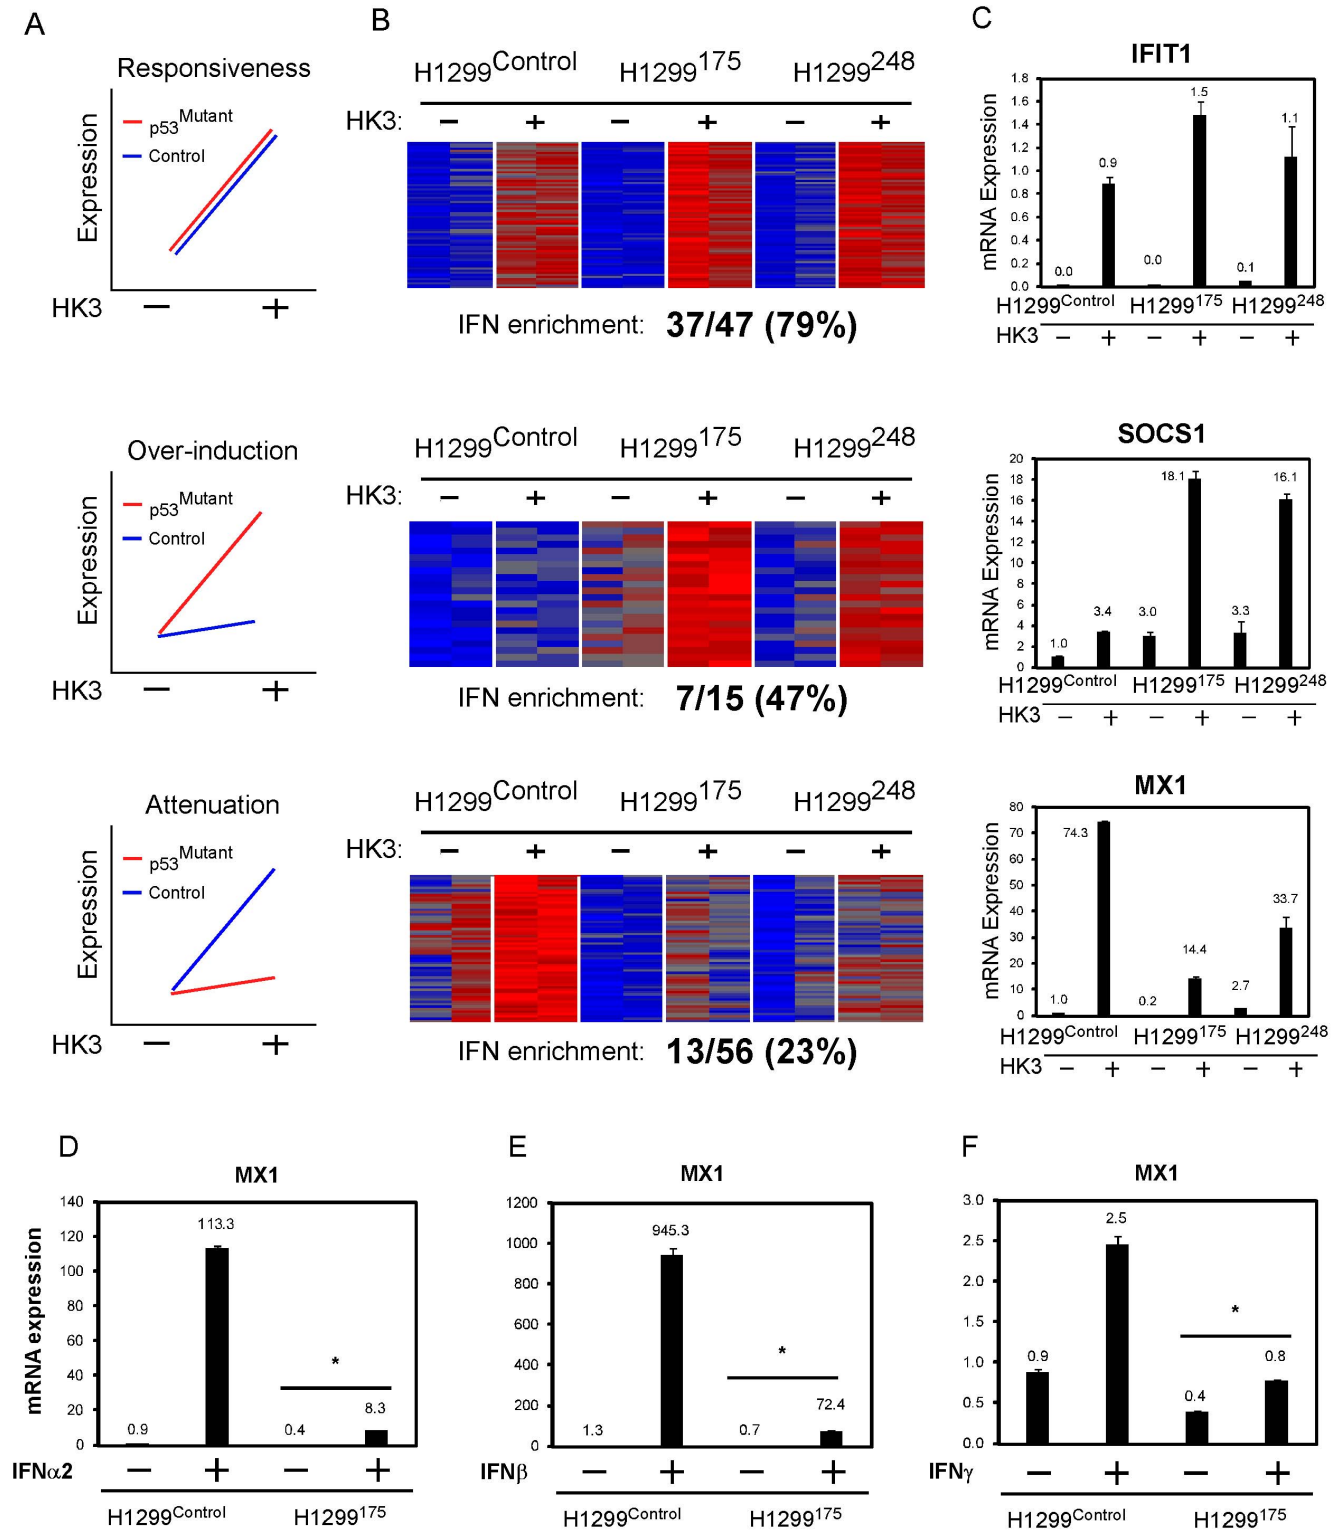 A
Responsiveness
p53Mutant
Control
Expression
HK3 − +
Over-induction
p53Mutant
Control
Expression
HK3 − +
Attenuation
p53Mutant
Control
Expression
HK3 − +
B
H1299Control H1299175 H1299248
HK3: − + − + − +
IFN enrichment: 37/47 (79%)
H1299Control H1299175 H1299248
HK3: − + − + − +
IFN enrichment: 7/15 (47%)
H1299Control H1299175 H1299248
HK3: − + − + − +
IFN enrichment: 13/56 (23%)
C
IFIT1
mRNA Expression
1.8
1.6
1.4
1.2
1.0
0.8
0.6
0.4
0.2
0.0
0.0 0.9 0.0 1.5 0.1 1.1
H1299Control H1299175 H1299248
HK3 − + − + − +
SOCS1
mRNA Expression
20
18
16
14
12
10
8
6
4
2
0
1.0 3.4 3.0 18.1 3.3 16.1
H1299Control H1299175 H1299248
HK3 − + − + − +
MX1
mRNA Expression
80
70
60
50
40
30
20
10
0
1.0 74.3 0.2 14.4 2.7 33.7
H1299Control H1299175 H1299248
HK3 − + − + − +
D
MX1
mRNA expression
140
120
100
80
60
40
20
0
0.9 113.3 0.4 8.3
*
IFNα2 − + − +
H1299Control H1299175
E
MX1
1200
1000
800
600
400
200
0
1.3 945.3 0.7 72.4
*
IFNβ − + − +
H1299Control H1299175
F
MX1
3.0
2.5
2.0
1.5
1.0
0.5
0.0
0.9 2.5 0.4 0.8
*
IFNγ − + − +
H1299Control H1299175